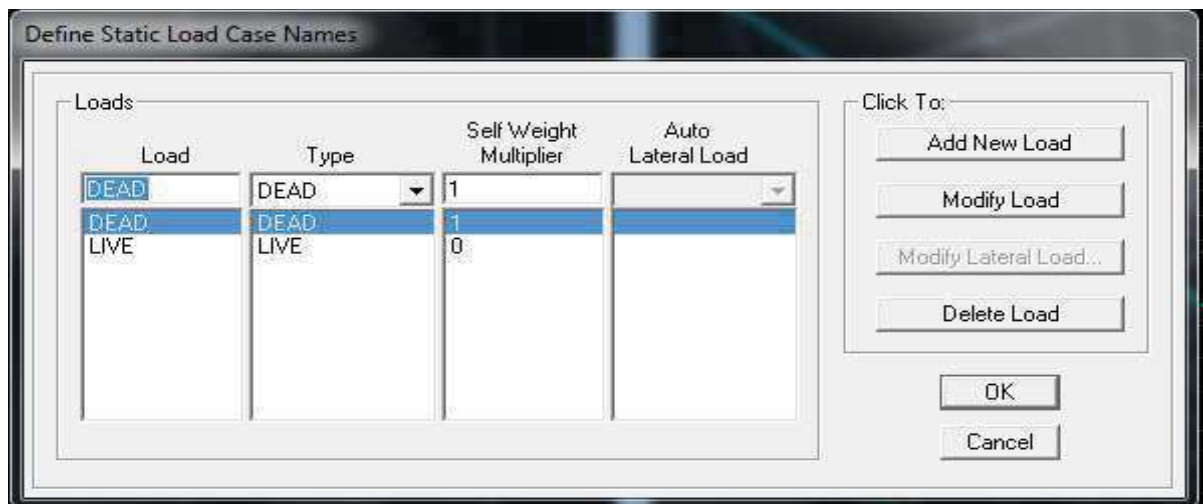 Define Static Load Case Names
Loads
Load Type Self Weight Multiplier Auto Lateral Load
DEAD DEAD 1
DEAD DEAD 1
LIVE LIVE 0
Click To:
Add New Load
Modify Load
Modify Lateral Load...
Delete Load
OK
Cancel